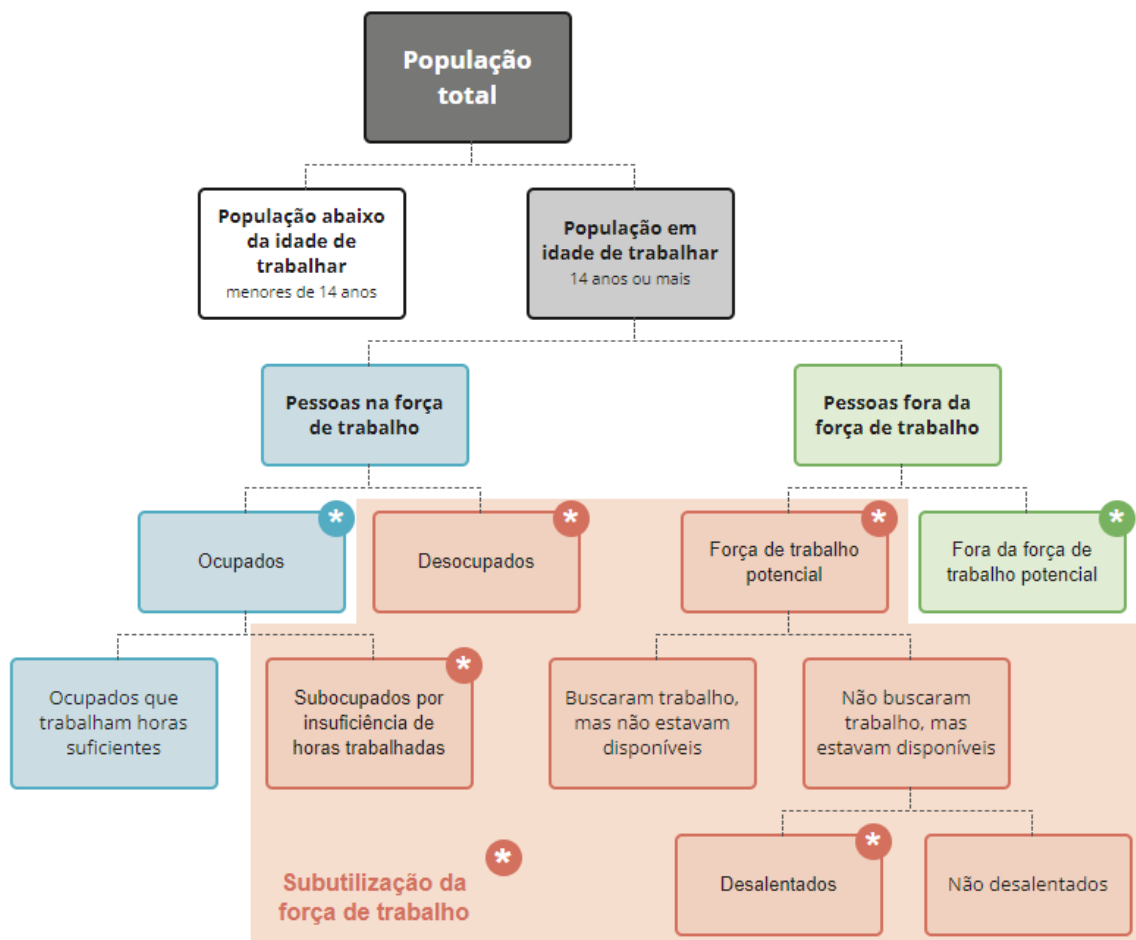 População
total
População abaixo
da idade de
trabalhar
menores de 14 anos
População em
idade de trabalhar
14 anos ou mais
Pessoas na força
de trabalho
Pessoas fora da
força de trabalho
*
Ocupados
*
Desocupados
*
Força de trabalho
potencial
*
Fora da força de
trabalho potencial
Ocupados que
trabalham horas
suficientes
*
Subocupados por
insuficiência de
horas trabalhadas
Buscaram trabalho,
mas não estavam
disponíveis
Não buscaram
trabalho, mas
estavam disponíveis
*
Desalentados
Não desalentados
*
Subutilização da
força de trabalho